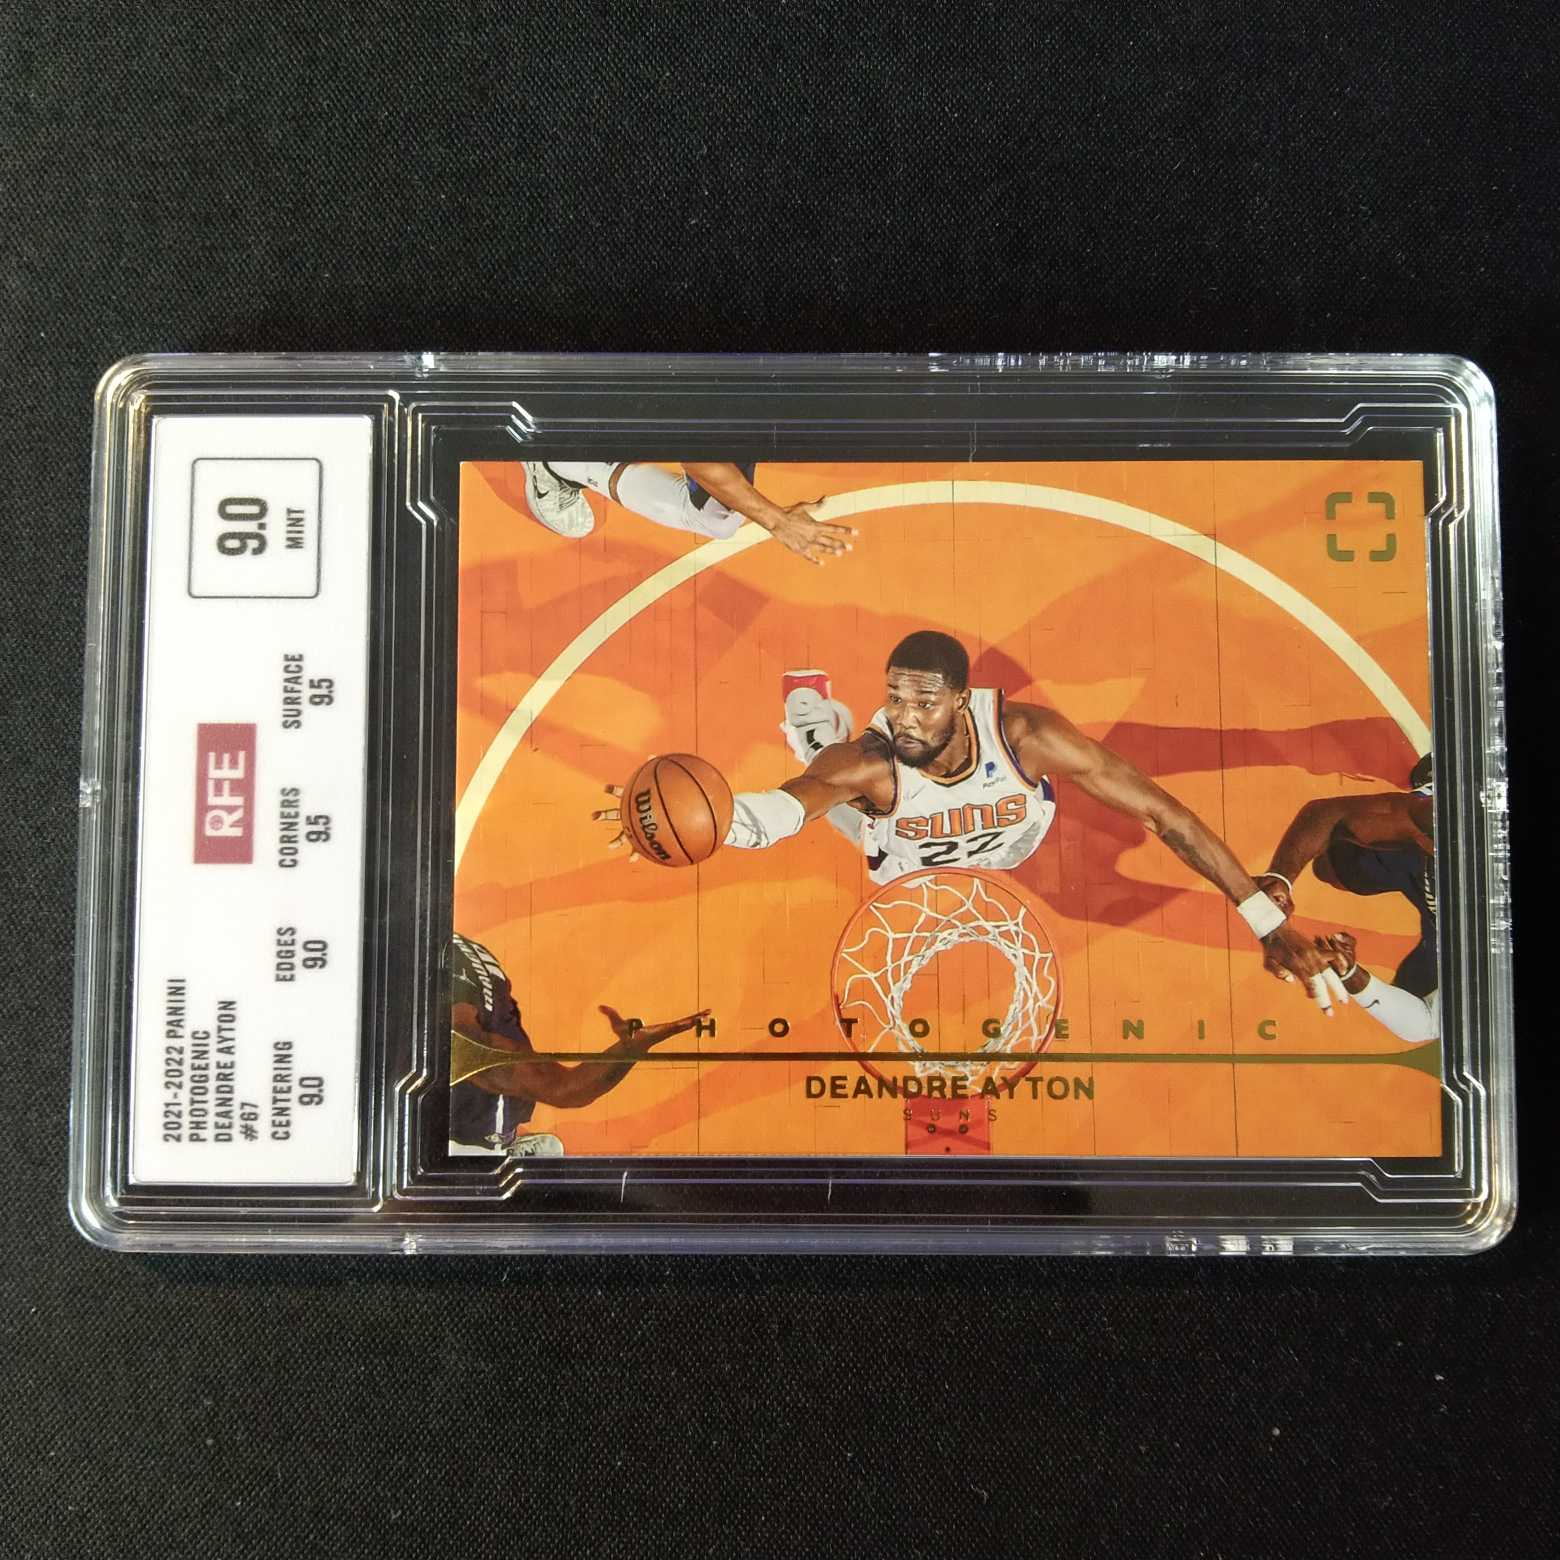 2021-2022 PANINI
PHOTOGENIC
DEANDRE AYTON
#67
RFE
9.0
MINT
CENTERING
9.0
EDGES
9.0
CORNERS
9.5
SURFACE
9.5
Wilson
PayPal
SUNS
22
PHOTOGENIC
DEANDRE AYTON
SUNS